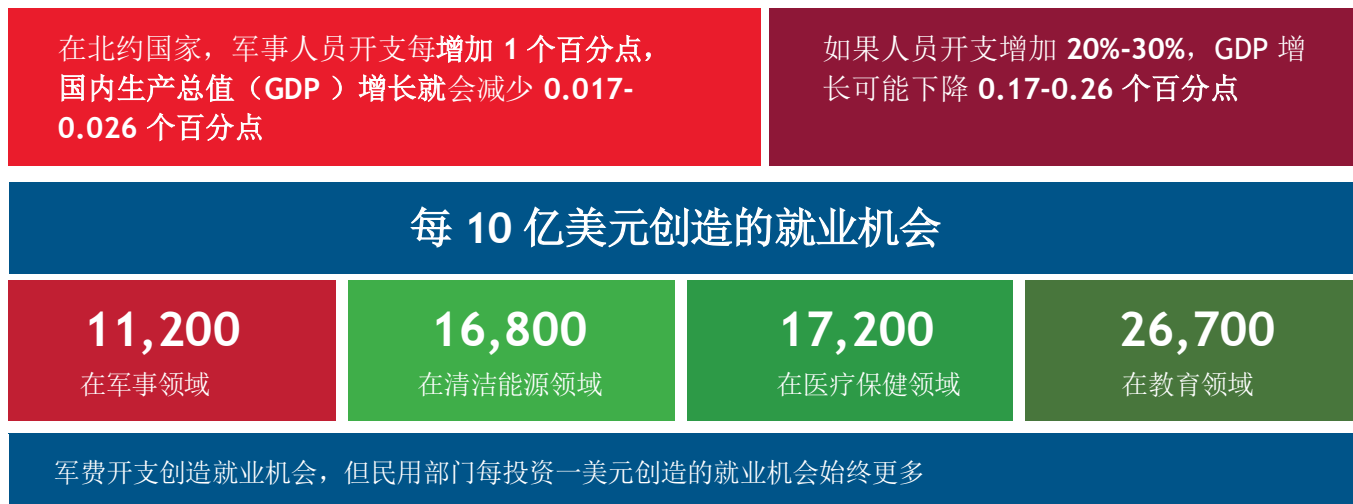 在北约国家，军事人员开支每增加 1 个百分点，
国内生产总值（GDP ）增长就会减少 0.017-
0.026 个百分点
如果人员开支增加 20%-30%，GDP 增
长可能下降 0.17-0.26 个百分点
每 10 亿美元创造的就业机会
11,200
在军事领域
16,800
在清洁能源领域
17,200
在医疗保健领域
26,700
在教育领域
军费开支创造就业机会，但民用部门每投资一美元创造的就业机会始终更多